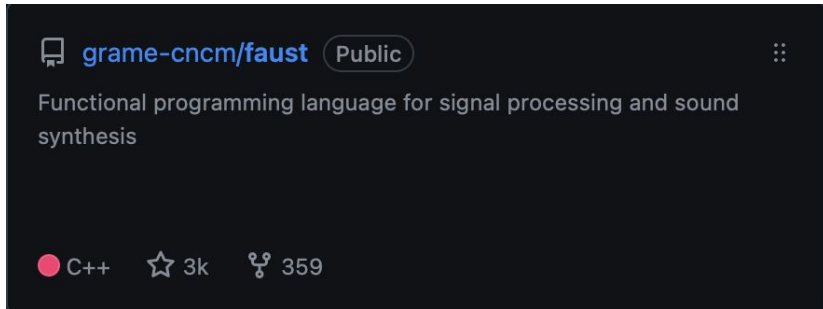 grame-cncm/faust Public
Functional programming language for signal processing and sound
synthesis
C++ 3k 359